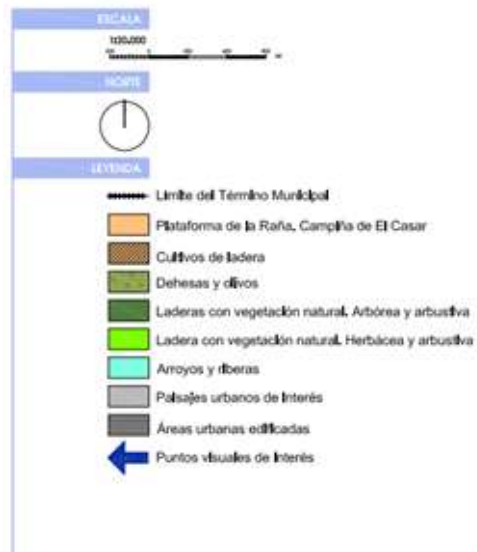 ESCALA
1:20,000
NORTE
LEYENDA
Límite del Término Municipal
Plataforma de la Raña. Campiña de El Casar
Cultivos de ladera
Dehesas y olivos
Laderas con vegetación natural. Arbórea y arbustiva
Ladera con vegetación natural. Herbácea y arbustiva
Arroyos y riberas
Paisajes urbanos de Interés
Áreas urbanas edificadas
Puntos visuales de Interés